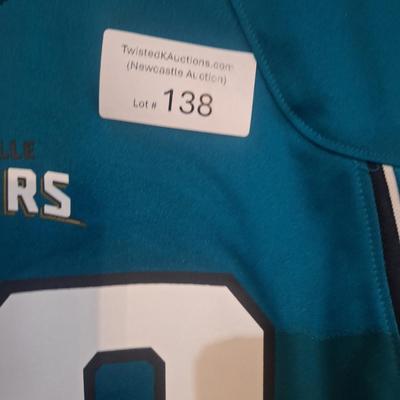 TwistedKAuctions.com
(Newcastle Auction)
Lot # 138
LLE
RS